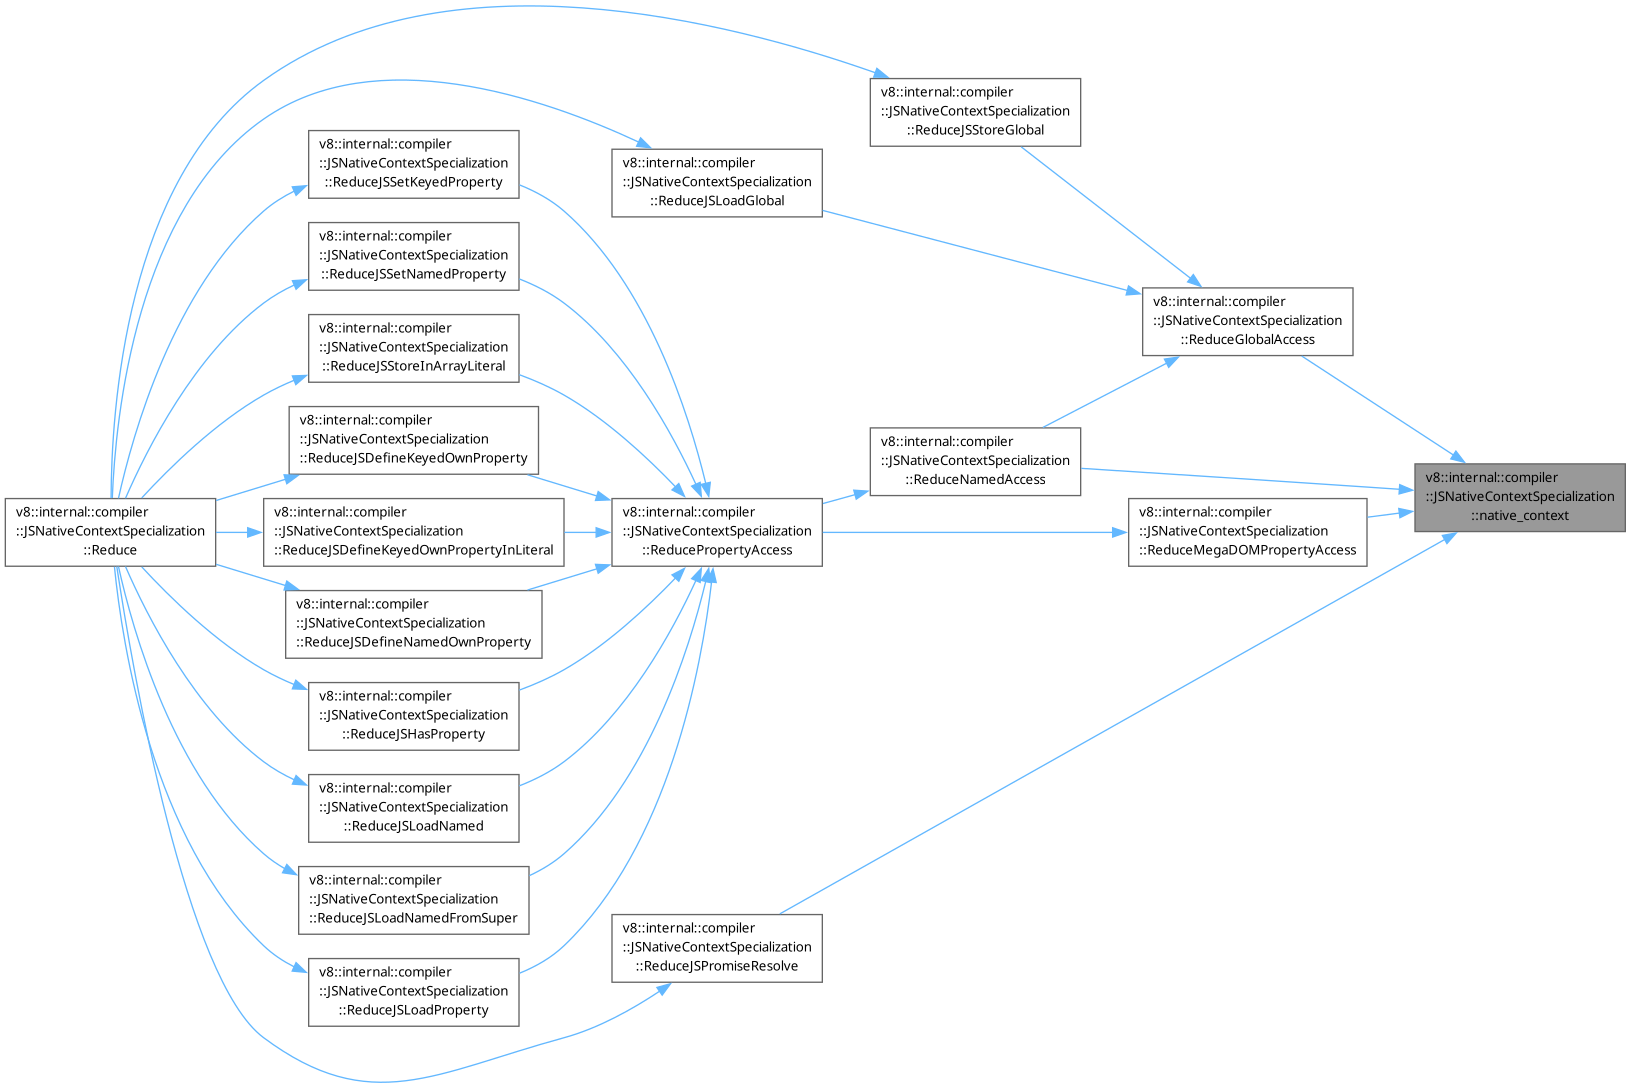 v8::internal::compiler
::JSNativeContextSpecialization
::ReduceJSStoreGlobal
v8::internal::compiler
::JSNativeContextSpecialization
::ReduceJSSetKeyedProperty
v8::internal::compiler
::JSNativeContextSpecialization
::ReduceJSLoadGlobal
v8::internal::compiler
::JSNativeContextSpecialization
::ReduceJSSetNamedProperty
v8::internal::compiler
::JSNativeContextSpecialization
::ReduceGlobalAccess
v8::internal::compiler
::JSNativeContextSpecialization
::ReduceJSStoreInArrayLiteral
v8::internal::compiler
::JSNativeContextSpecialization
::ReduceJSDefineKeyedOwnProperty
v8::internal::compiler
::JSNativeContextSpecialization
::ReduceNamedAccess
v8::internal::compiler
::JSNativeContextSpecialization
::native_context
v8::internal::compiler
::JSNativeContextSpecialization
::Reduce
v8::internal::compiler
::JSNativeContextSpecialization
::ReduceJSDefineKeyedOwnPropertyInLiteral
v8::internal::compiler
::JSNativeContextSpecialization
::ReducePropertyAccess
v8::internal::compiler
::JSNativeContextSpecialization
::ReduceMegaDOMPropertyAccess
v8::internal::compiler
::JSNativeContextSpecialization
::ReduceJSDefineNamedOwnProperty
v8::internal::compiler
::JSNativeContextSpecialization
::ReduceJSHasProperty
v8::internal::compiler
::JSNativeContextSpecialization
::ReduceJSLoadNamed
v8::internal::compiler
::JSNativeContextSpecialization
::ReduceJSLoadNamedFromSuper
v8::internal::compiler
::JSNativeContextSpecialization
::ReduceJSPromiseResolve
v8::internal::compiler
::JSNativeContextSpecialization
::ReduceJSLoadProperty